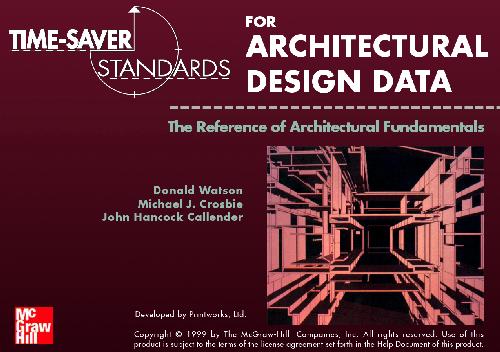 TIME-SAVER
STANDARDS
FOR
ARCHITECTURAL
DESIGN DATA
The Reference of Architectural Fundamentals
Donald Watson
Michael J. Crosbie
John Hancock Callender
Mc
Graw
Hill
Developed by Printworks, Ltd.
Copyright © 1999 by The McGraw-Hill Companies, Inc. All rights reserved. Use of this
product is subject to the terms of the license agreement set forth in the Help Document of this product.